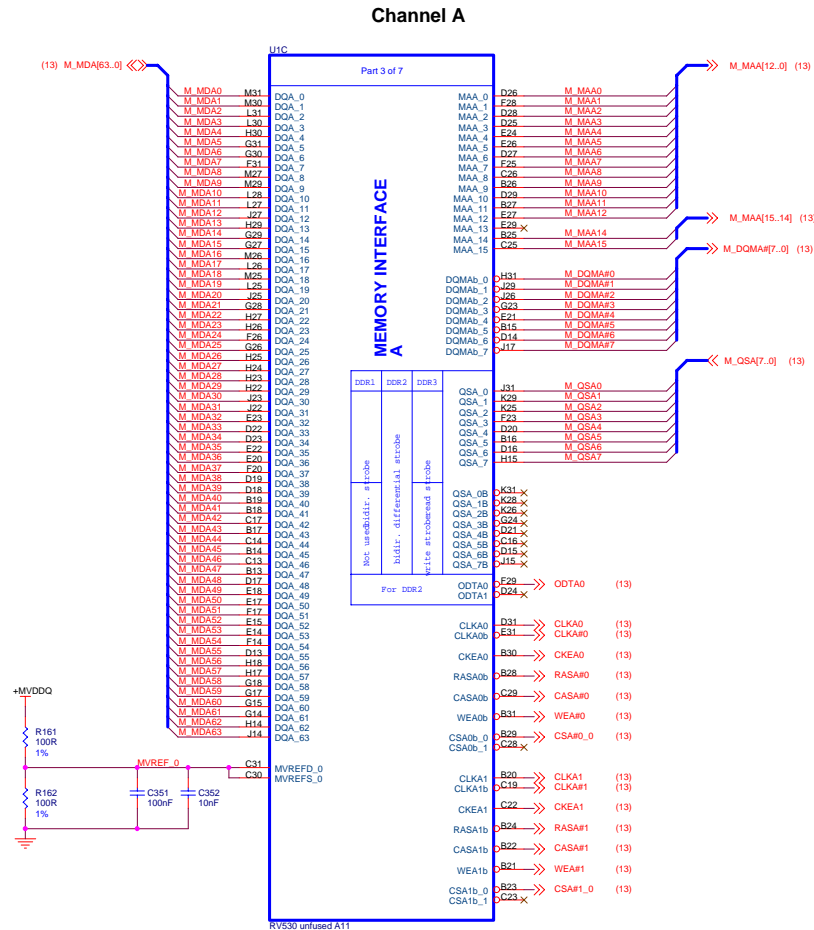 Channel A
U1C
Part 3 of 7
(13) M_MDA[63..0]
M_MDA0 M31 DQA_0
M_MDA1 M30 DQA_1
M_MDA2 L31 DQA_2
M_MDA3 L30 DQA_3
M_MDA4 H30 DQA_4
M_MDA5 G31 DQA_5
M_MDA6 G30 DQA_6
M_MDA7 F31 DQA_7
M_MDA8 M27 DQA_8
M_MDA9 M29 DQA_9
M_MDA10 L28 DQA_10
M_MDA11 L27 DQA_11
M_MDA12 J27 DQA_12
M_MDA13 H29 DQA_13
M_MDA14 G29 DQA_14
M_MDA15 G27 DQA_15
M_MDA16 M26 DQA_16
M_MDA17 L26 DQA_17
M_MDA18 M25 DQA_18
M_MDA19 L25 DQA_19
M_MDA20 J25 DQA_20
M_MDA21 G28 DQA_21
M_MDA22 H27 DQA_22
M_MDA23 H26 DQA_23
M_MDA24 F26 DQA_24
M_MDA25 G26 DQA_25
M_MDA26 H25 DQA_26
M_MDA27 H24 DQA_27
M_MDA28 H23 DQA_28
M_MDA29 H22 DQA_29
M_MDA30 J23 DQA_30
M_MDA31 J22 DQA_31
M_MDA32 E23 DQA_32
M_MDA33 D22 DQA_33
M_MDA34 D23 DQA_34
M_MDA35 E22 DQA_35
M_MDA36 E20 DQA_36
M_MDA37 F20 DQA_37
M_MDA38 D19 DQA_38
M_MDA39 D18 DQA_39
M_MDA40 B19 DQA_40
M_MDA41 B18 DQA_41
M_MDA42 C17 DQA_42
M_MDA43 B17 DQA_43
M_MDA44 C14 DQA_44
M_MDA45 B14 DQA_45
M_MDA46 C13 DQA_46
M_MDA47 B13 DQA_47
M_MDA48 D17 DQA_48
M_MDA49 E18 DQA_49
M_MDA50 E17 DQA_50
M_MDA51 F17 DQA_51
M_MDA52 E15 DQA_52
M_MDA53 E14 DQA_53
M_MDA54 F14 DQA_54
M_MDA55 D13 DQA_55
M_MDA56 H18 DQA_56
M_MDA57 H17 DQA_57
M_MDA58 G18 DQA_58
M_MDA59 G17 DQA_59
M_MDA60 G15 DQA_60
M_MDA61 G14 DQA_61
M_MDA62 H14 DQA_62
M_MDA63 J14 DQA_63
+MVDDQ
R161
100R
1%
MVREF_0 C31 MVREFD_0
C30 MVREFS_0
R162
100R
1%
C351
100nF
C352
10nF
MEMORY INTERFACE
A
DDR1 DDR2 DDR3
Not used
bidir. strobe
bidir. differential strobe
write strobe
read strobe
For DDR2
M_MAA[12..0] (13)
MAA_0 D26 M_MAA0
MAA_1 F28 M_MAA1
MAA_2 D28 M_MAA2
MAA_3 D25 M_MAA3
MAA_4 E24 M_MAA4
MAA_5 E26 M_MAA5
MAA_6 D27 M_MAA6
MAA_7 F25 M_MAA7
MAA_8 C26 M_MAA8
MAA_9 B26 M_MAA9
MAA_10 D29 M_MAA10
MAA_11 B27 M_MAA11
MAA_12 E27 M_MAA12
MAA_13 E29
MAA_14 B25 M_MAA14
MAA_15 C25 M_MAA15
M_MAA[15..14] (13)
M_DQMA#[7..0] (13)
DQMAb_0 H31 M_DQMA#0
DQMAb_1 J29 M_DQMA#1
DQMAb_2 J26 M_DQMA#2
DQMAb_3 G23 M_DQMA#3
DQMAb_4 E21 M_DQMA#4
DQMAb_5 B15 M_DQMA#5
DQMAb_6 D14 M_DQMA#6
DQMAb_7 J17 M_DQMA#7
M_QSA[7..0] (13)
QSA_0 J31 M_QSA0
QSA_1 K29 M_QSA1
QSA_2 K25 M_QSA2
QSA_3 F23 M_QSA3
QSA_4 D20 M_QSA4
QSA_5 B16 M_QSA5
QSA_6 D16 M_QSA6
QSA_7 H15 M_QSA7
QSA_0B K31
QSA_1B K28
QSA_2B K26
QSA_3B G24
QSA_4B D21
QSA_5B C16
QSA_6B D15
QSA_7B J15
ODTA0 F29 ODTA0 (13)
ODTA1 D24
CLKA0 D31 CLKA0 (13)
CLKA0b E31 CLKA#0 (13)
CKEA0 B30 CKEA0 (13)
RASA0b B28 RASA#0 (13)
CASA0b C29 CASA#0 (13)
WEA0b B31 WEA#0 (13)
CSA0b_0 B29 CSA#0_0 (13)
CSA0b_1 C28
CLKA1 B20 CLKA1 (13)
CLKA1b C19 CLKA#1 (13)
CKEA1 C22 CKEA1 (13)
RASA1b B24 RASA#1 (13)
CASA1b B22 CASA#1 (13)
WEA1b B21 WEA#1 (13)
CSA1b_0 B23 CSA#1_0 (13)
CSA1b_1 C23
RV530 unfused A11